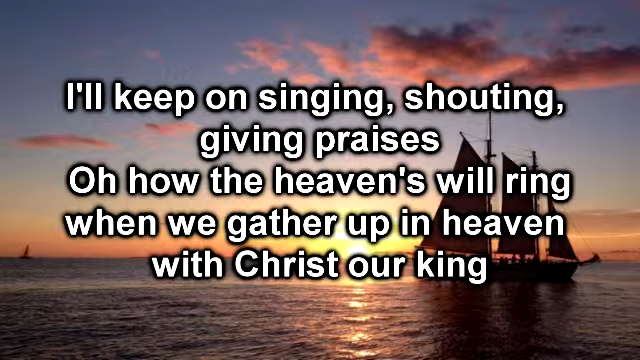 I'll keep on singing, shouting,
giving praises
Oh how the heaven's will ring
when we gather up in heaven
with Christ our king